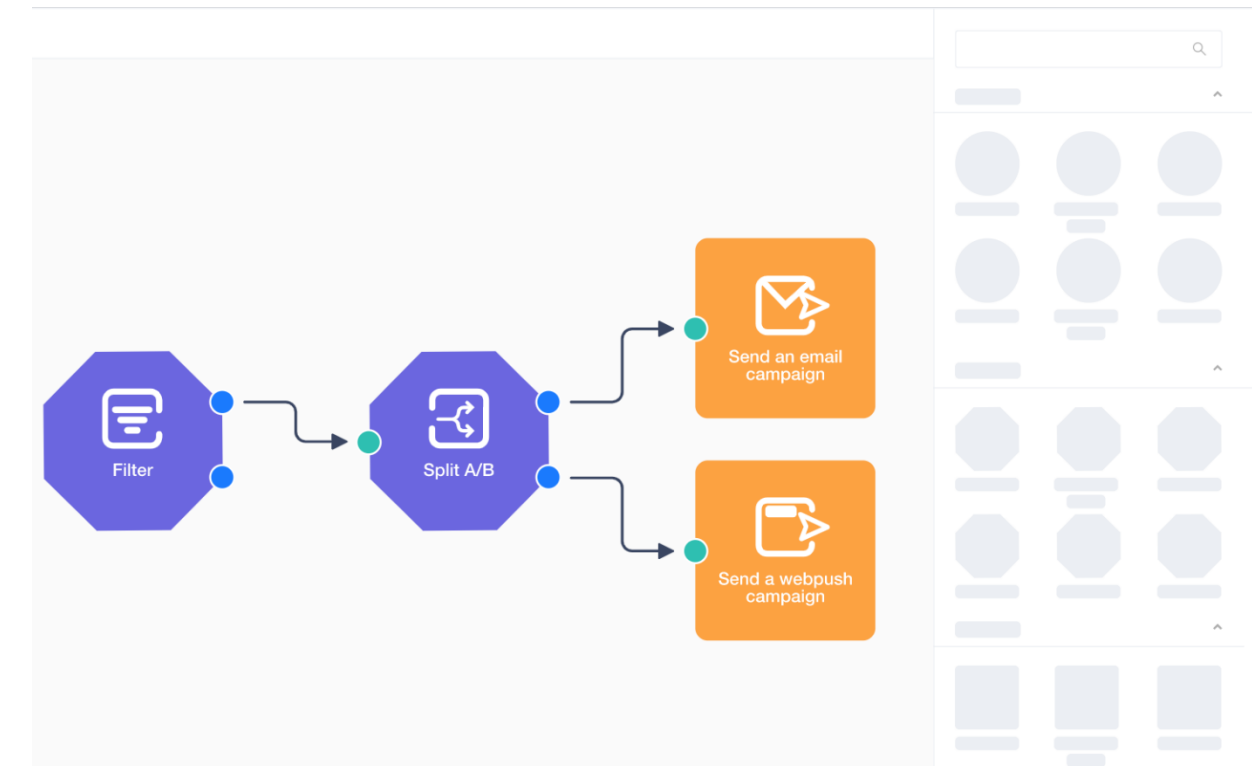 Filter
Split A/B
Send an email
campaign
Send a webpush
campaign